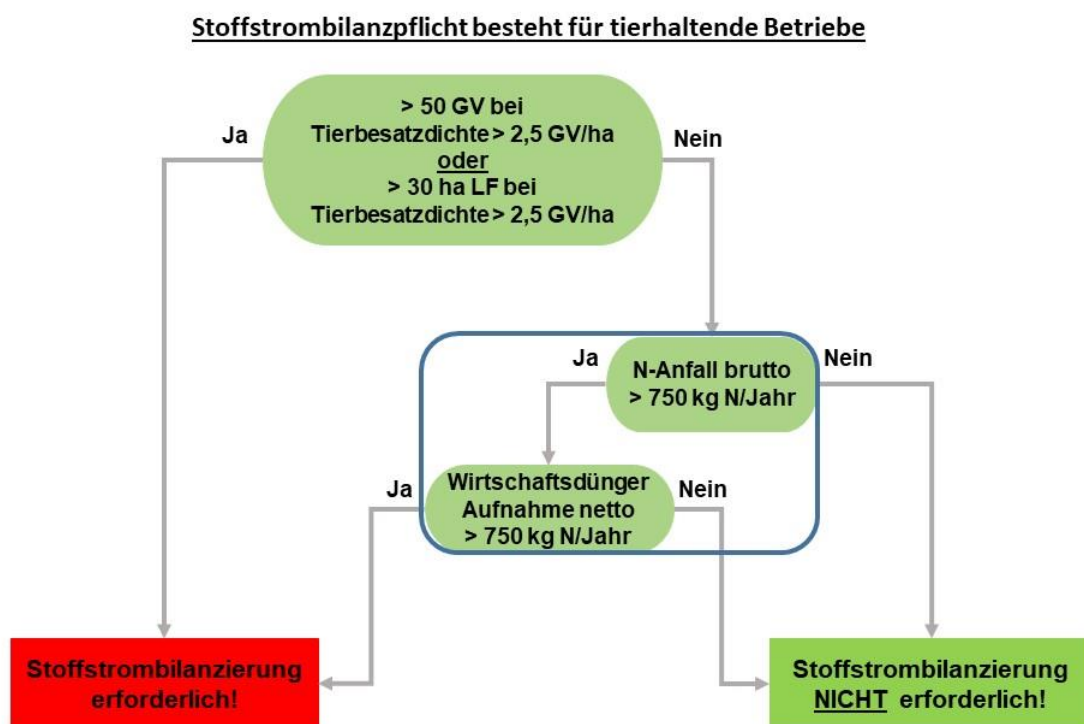 Stoffstrombilanzpflicht besteht für tierhaltende Betriebe
> 50 GV bei
Tierbesatzdichte > 2,5 GV/ha
oder
> 30 ha LF bei
Tierbesatzdichte > 2,5 GV/ha
Ja
Nein
Ja
N-Anfall brutto
> 750 kg N/Jahr
Nein
Ja
Wirtschaftsdünger
Aufnahme netto
> 750 kg N/Jahr
Nein
Stoffstrombilanzierung
erforderlich!
Stoffstrombilanzierung
NICHT erforderlich!